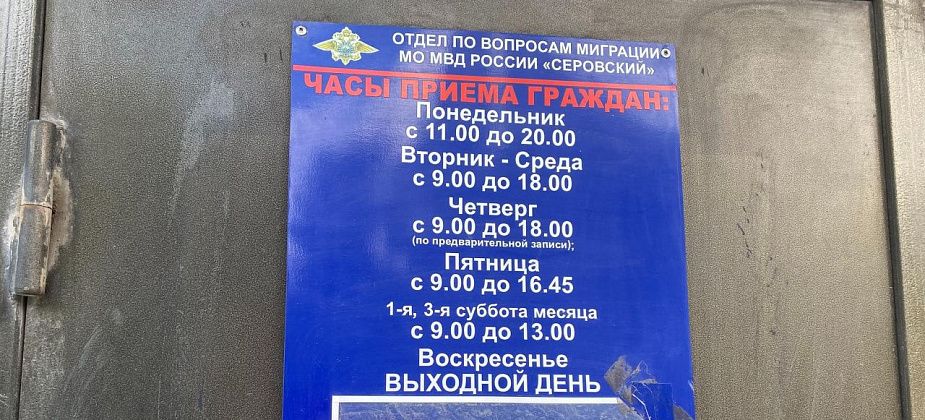 ОТДЕЛ ПО ВОПРОСАМ МИГРАЦИИ
МО МВД РОССИИ «СЕРОВСКИЙ»
ЧАСЫ ПРИЕМА ГРАЖДАН:
Понедельник
с 11.00 до 20.00
Вторник - Среда
с 9.00 до 18.00
Четверг
с 9.00 до 18.00
(по предварительной записи);
Пятница
с 9.00 до 16.45
1-я, 3-я суббота месяца
с 9.00 до 13.00
Воскресенье
ВЫХОДНОЙ ДЕНЬ